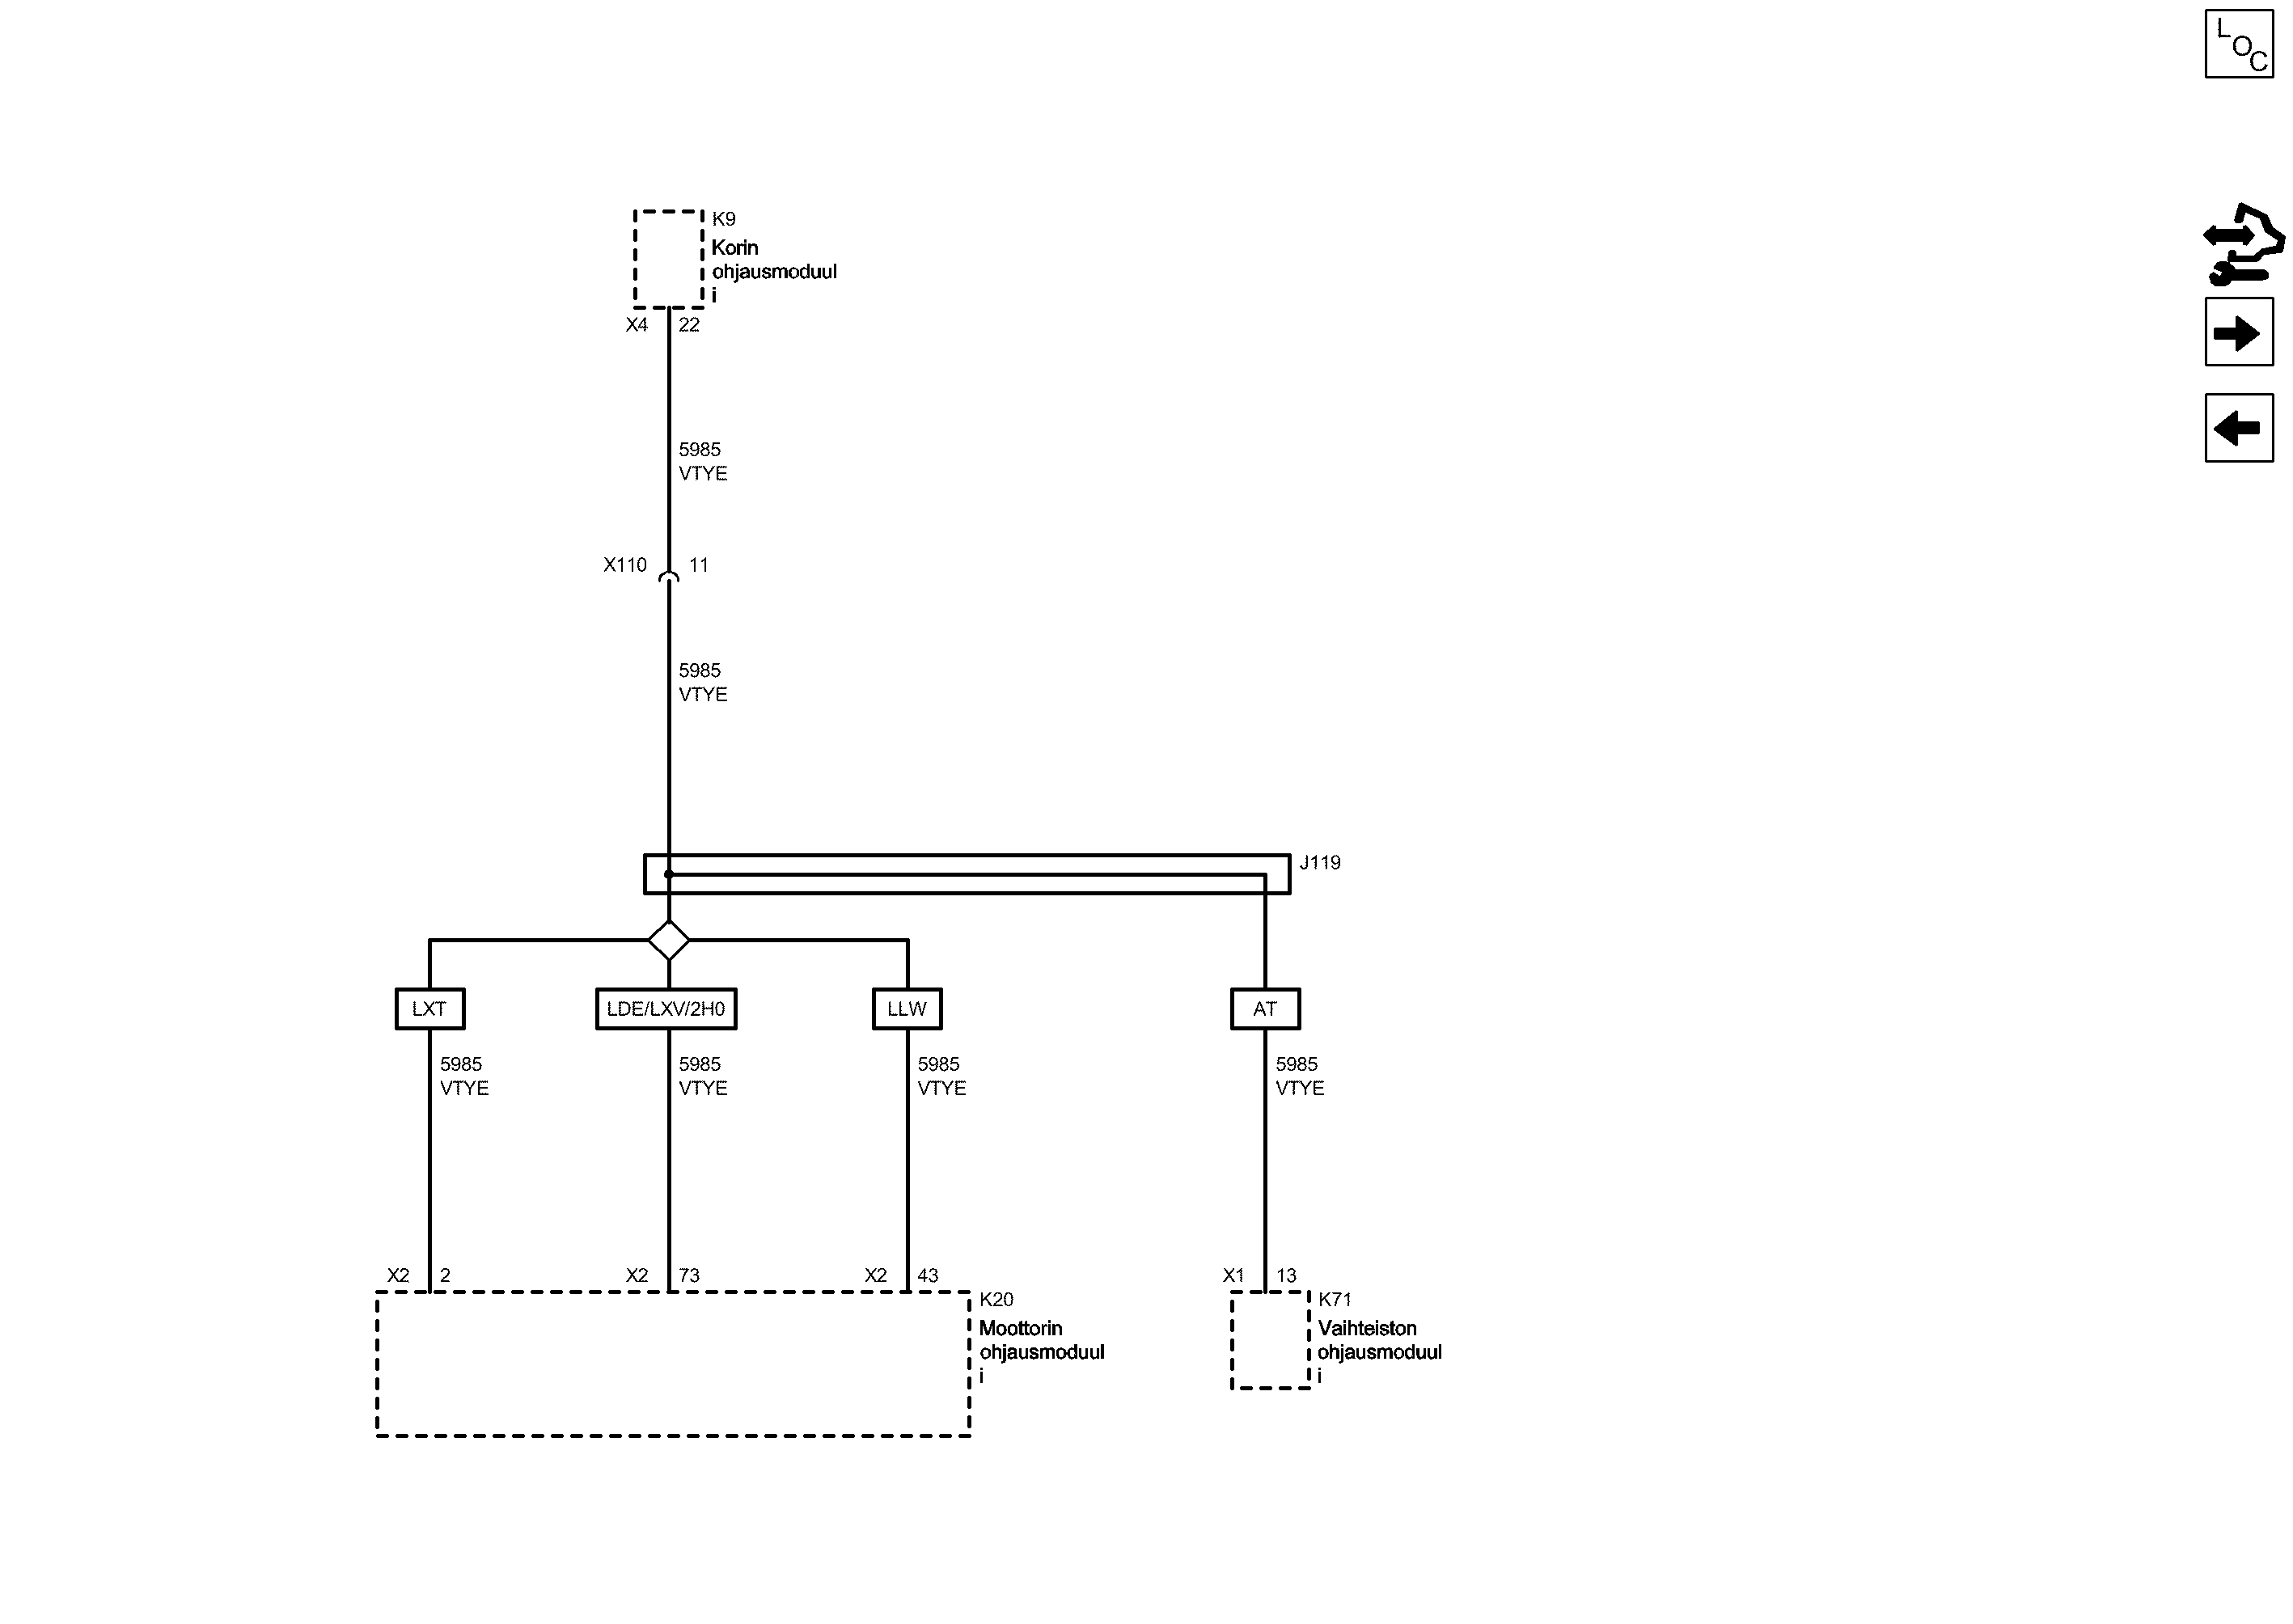 LOC
K9
Korin
ohjausmoduul
i
X4 22
5985
VTYE
X110 11
5985
VTYE
J119
LXT LDE/LXV/2H0 LLW AT
5985 5985 5985 5985
VTYE VTYE VTYE VTYE
X2 2 X2 73 X2 43 X1 13
K20
Moottorin
ohjausmoduul
i
K71
Vaihteiston
ohjausmoduul
i